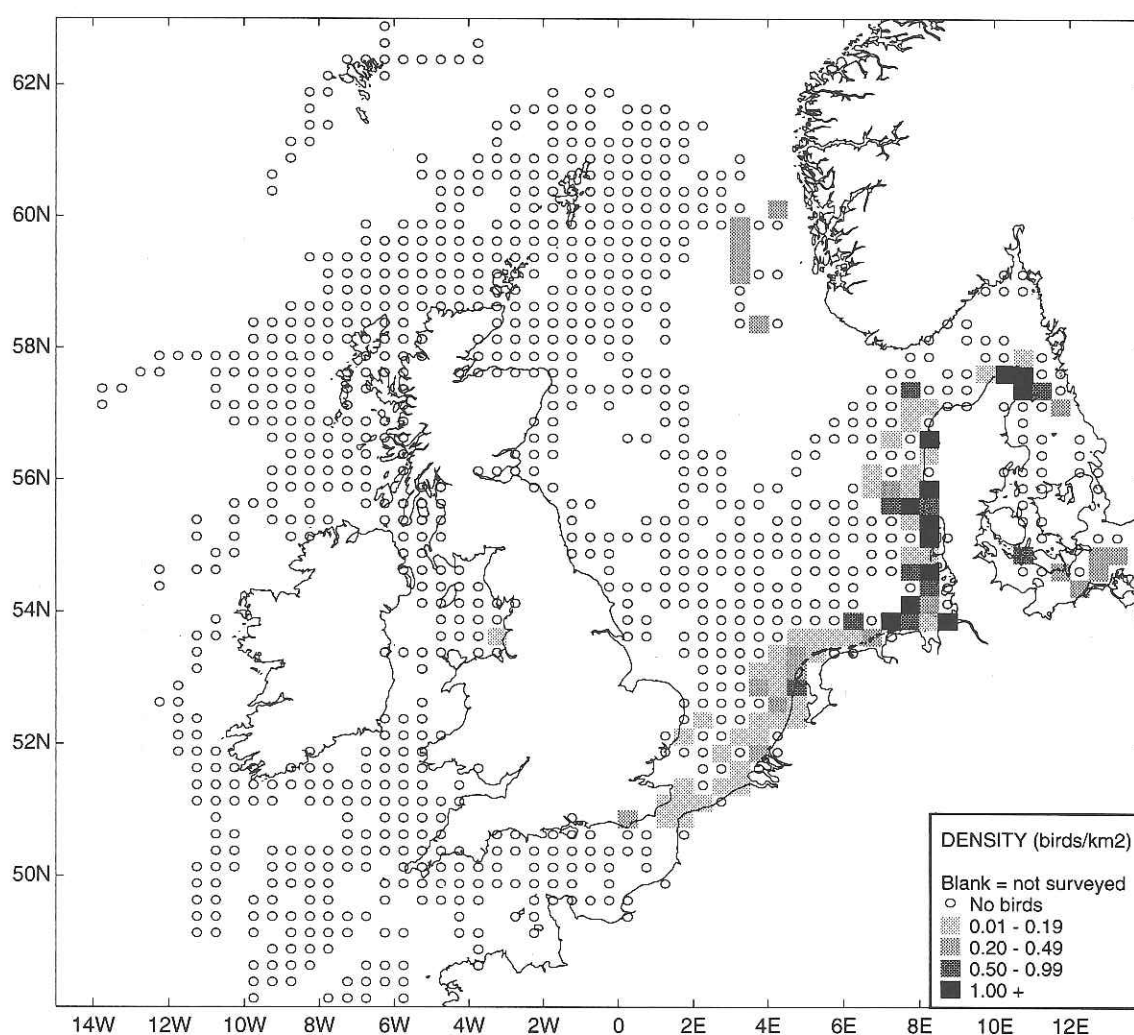 62N
60N
58N
56N
54N
52N
50N
14W 12W 10W 8W 6W 4W 2W 0 2E 4E 6E 8E 10E 12E
DENSITY (birds/km2)
Blank = not surveyed
No birds
0.01 - 0.19
0.20 - 0.49
0.50 - 0.99
1.00 +